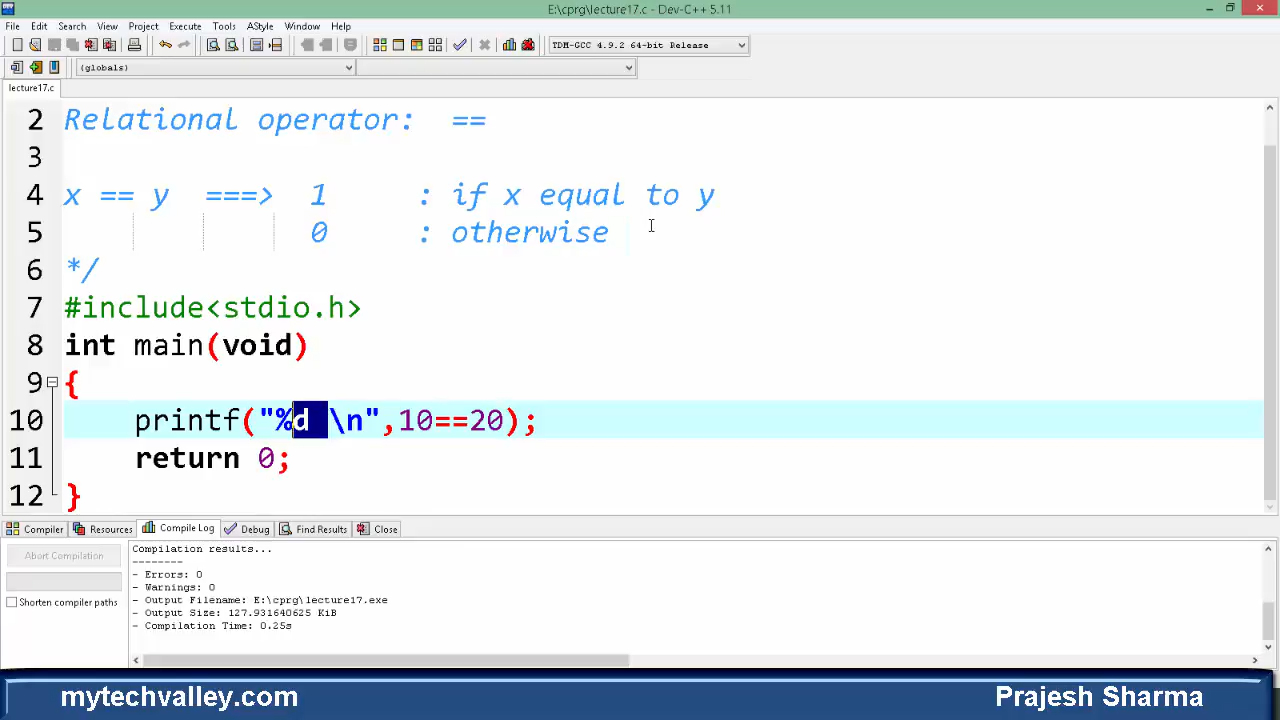 E:\cprg\lecture17.c - Dev-C++ 5.11
File Edit Search View Project Execute Tools AStyle Window Help
TDM-GCC 4.9.2 64-bit Release
(globals)
lecture17.c
2 Relational operator: ==
3
4 x == y ===> 1 : if x equal to y
5 0 : otherwise
6 */
7 #include<stdio.h>
8 int main(void)
9 {
10 printf("%d \n",10==20);
11 return 0;
12 }
Compiler Resources Compile Log Debug Find Results Close
Abort Compilation
Shorten compiler paths
Compilation results...
--------
- Errors: 0
- Warnings: 0
- Output Filename: E:\cprg\lecture17.exe
- Output Size: 127.931640625 KiB
- Compilation Time: 0.25s
mytechvalley.com Prajesh Sharma